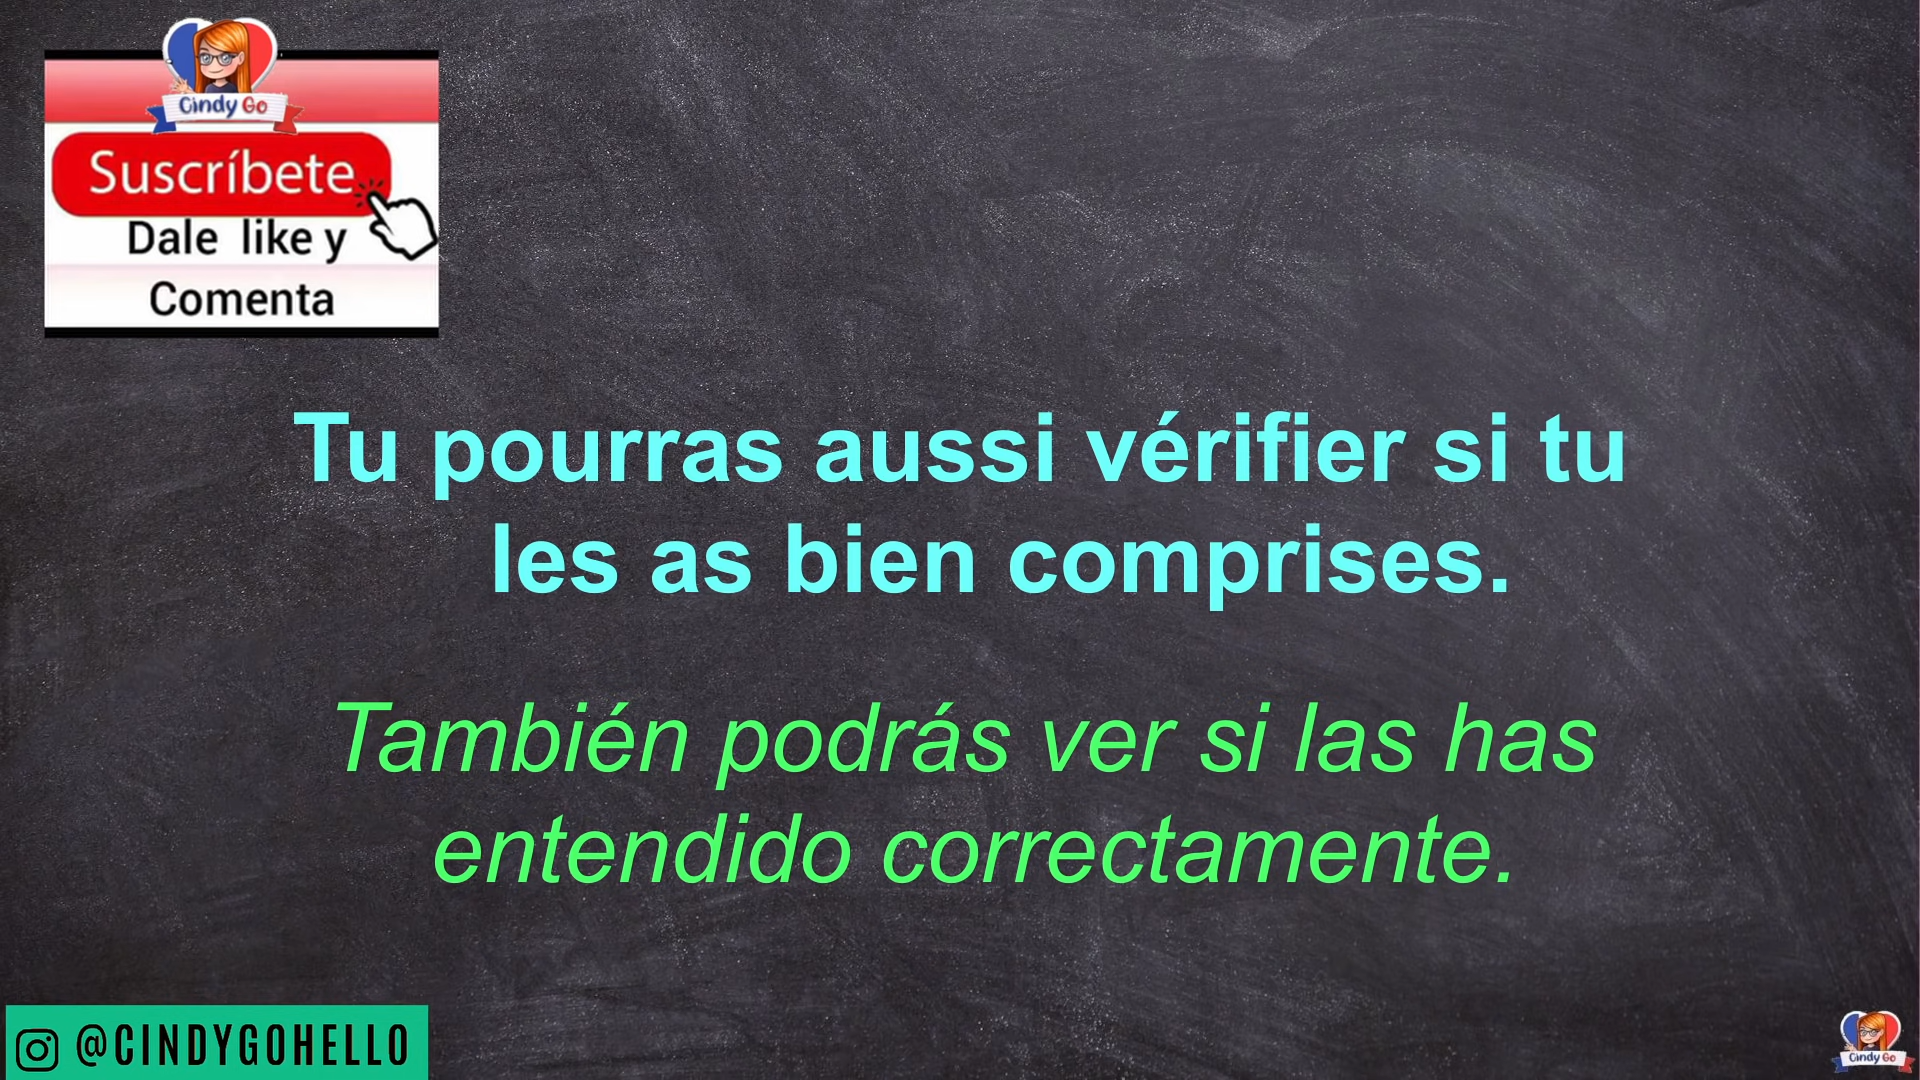 Cindy Go
Suscríbete
Dale like y
Comenta
Tu pourras aussi vérifier si tu
les as bien comprises.
También podrás ver si las has
entendido correctamente.
@CINDYGOHELLO
Cindy Go